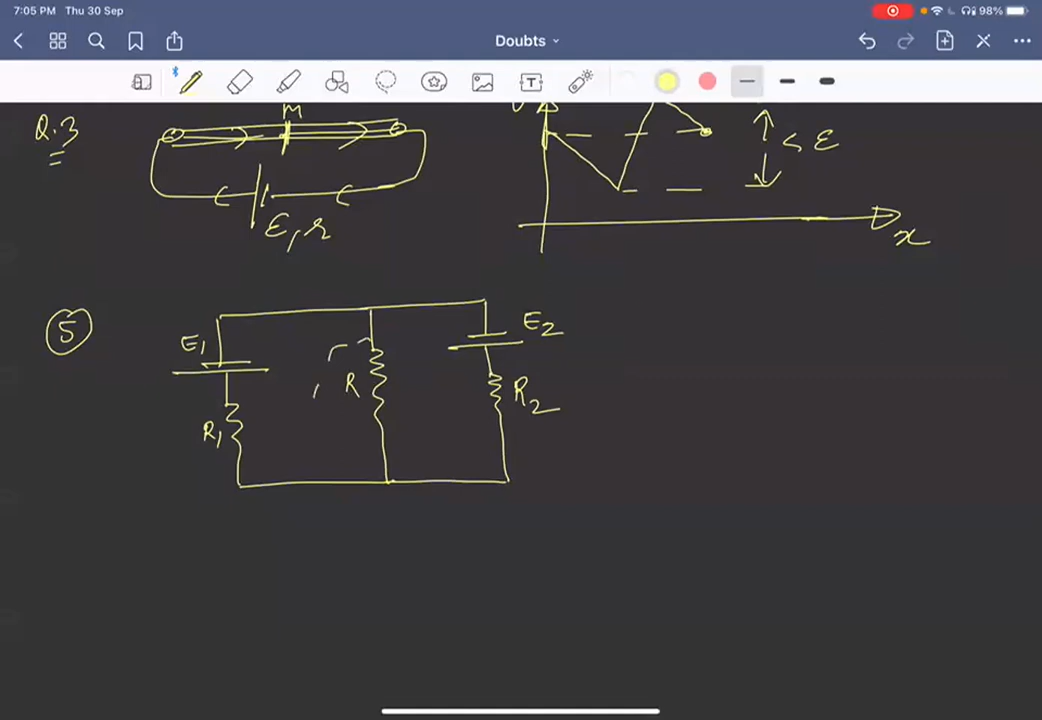 7:05 PM Thu 30 Sep
98%
Doubts
Q.3
M
< ε
ε, r
x
5
E1
E2
R
R2
R1